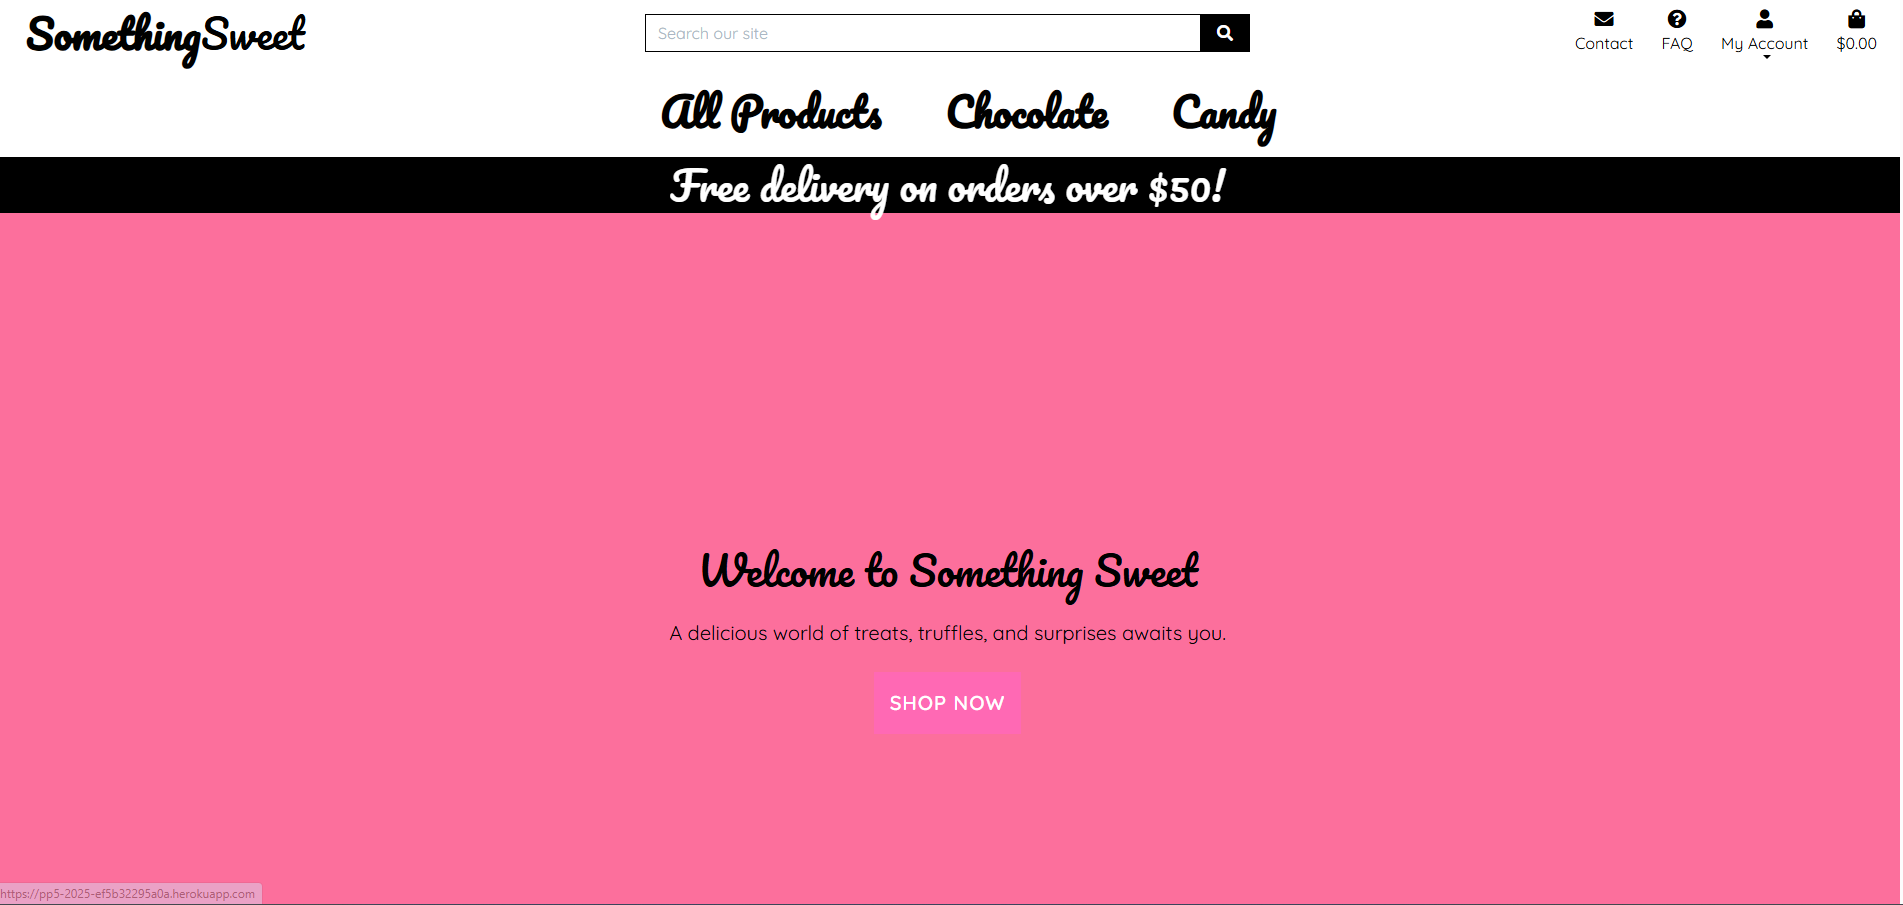 SomethingSweet
Search our site
Contact
FAQ
My Account
$0.00
All Products
Chocolate
Candy
Free delivery on orders over $50!
Welcome to Something Sweet
A delicious world of treats, truffles, and surprises awaits you.
SHOP NOW
https://pp5-2025-ef5b32295a0a.herokuapp.com